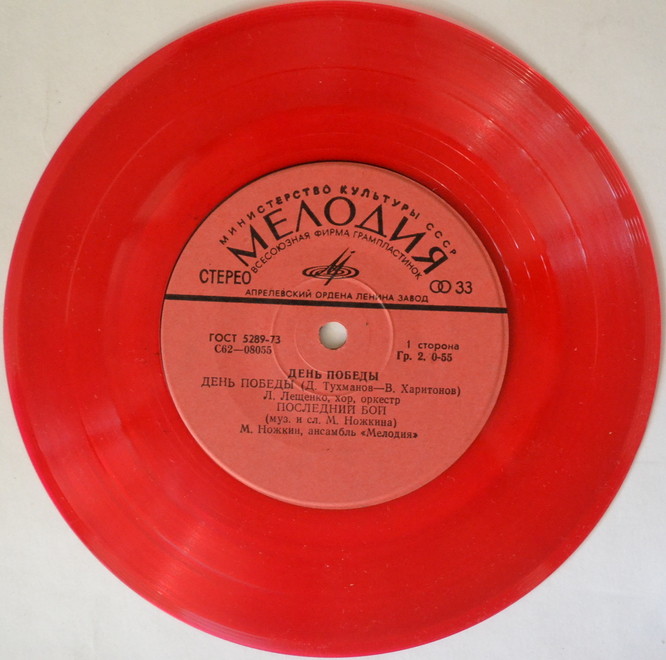 МИНИСТЕРСТВО КУЛЬТУРЫ СССР
МЕЛОДИЯ
ВСЕСОЮЗНАЯ ФИРМА ГРАМПЛАСТИНОК
СТЕРЕО
33
АПРЕЛЕВСКИЙ ОРДЕНА ЛЕНИНА ЗАВОД
ГОСТ 5289-73
С62—08055
1 сторона
Гр. 2, 0-55
ДЕНЬ ПОБЕДЫ
ДЕНЬ ПОБЕДЫ (Д. Тухманов—В. Харитонов)
Л. Лещенко, хор, оркестр
ПОСЛЕДНИЙ БОЙ
(муз. и сл. М. Ножкина)
М. Ножкин, ансамбль «Мелодия»